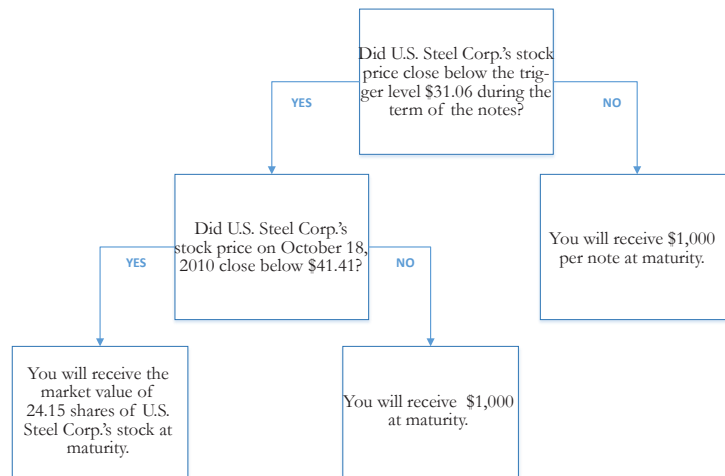 Did U.S. Steel Corp.'s stock
price close below the trig-
ger level $31.06 during the
term of the notes?
YES
NO
Did U.S. Steel Corp.'s
stock price on October 18,
2010 close below $41.41?
You will receive $1,000
per note at maturity.
YES
NO
You will receive the
market value of
24.15 shares of U.S.
Steel Corp.'s stock at
maturity.
You will receive  $1,000
at maturity.